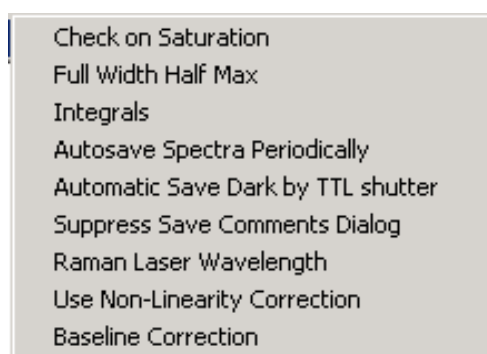 Check on Saturation
Full Width Half Max
Integrals
Autosave Spectra Periodically
Automatic Save Dark by TTL shutter
Suppress Save Comments Dialog
Raman Laser Wavelength
Use Non-Linearity Correction
Baseline Correction